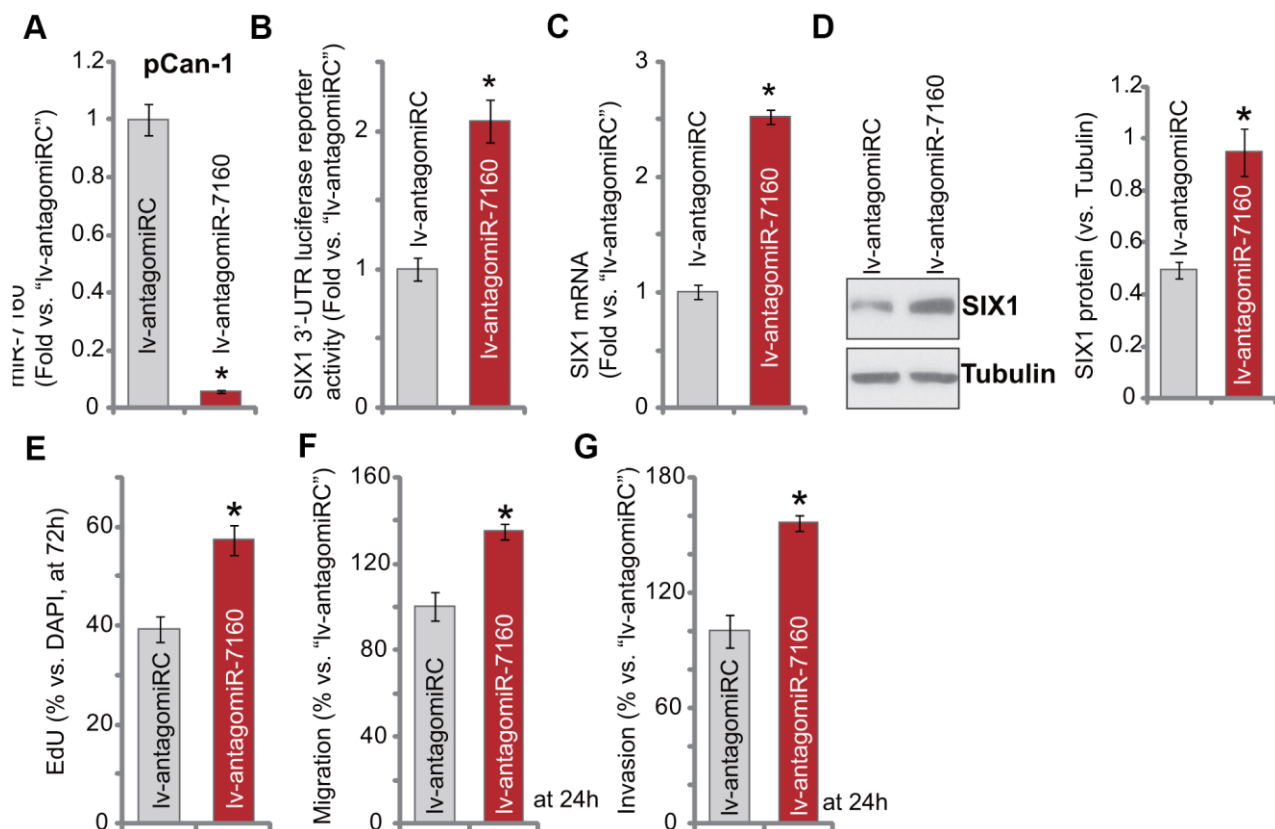 A
pCan-1
miR-7160
(Fold vs. “lv-antagomiRC”)
1.2
1
0.8
0.6
0.4
0.2
0
lv-antagomiRC
lv-antagomiR-7160
*
B
SIX1 3’-UTR luciferase reporter
activity (Fold vs. “lv-antagomiRC”)
2
1
0
lv-antagomiRC
lv-antagomiR-7160
*
C
SIX1 mRNA
(Fold vs. “lv-antagomiRC”)
3
2
1
0
lv-antagomiRC
lv-antagomiR-7160
*
D
lv-antagomiRC
lv-antagomiR-7160
SIX1
Tubulin
SIX1 protein (vs. Tubulin)
1.2
1
0.8
0.6
0.4
0.2
0
lv-antagomiRC
lv-antagomiR-7160
*
E
EdU (% vs. DAPI, at 72h)
60
40
20
0
lv-antagomiRC
lv-antagomiR-7160
*
F
Migration (% vs. “lv-antagomiRC”)
160
120
80
40
0
lv-antagomiRC
lv-antagomiR-7160
*
at 24h
G
Invasion (% vs. “lv-antagomiRC”)
180
120
60
0
lv-antagomiRC
lv-antagomiR-7160
*
at 24h